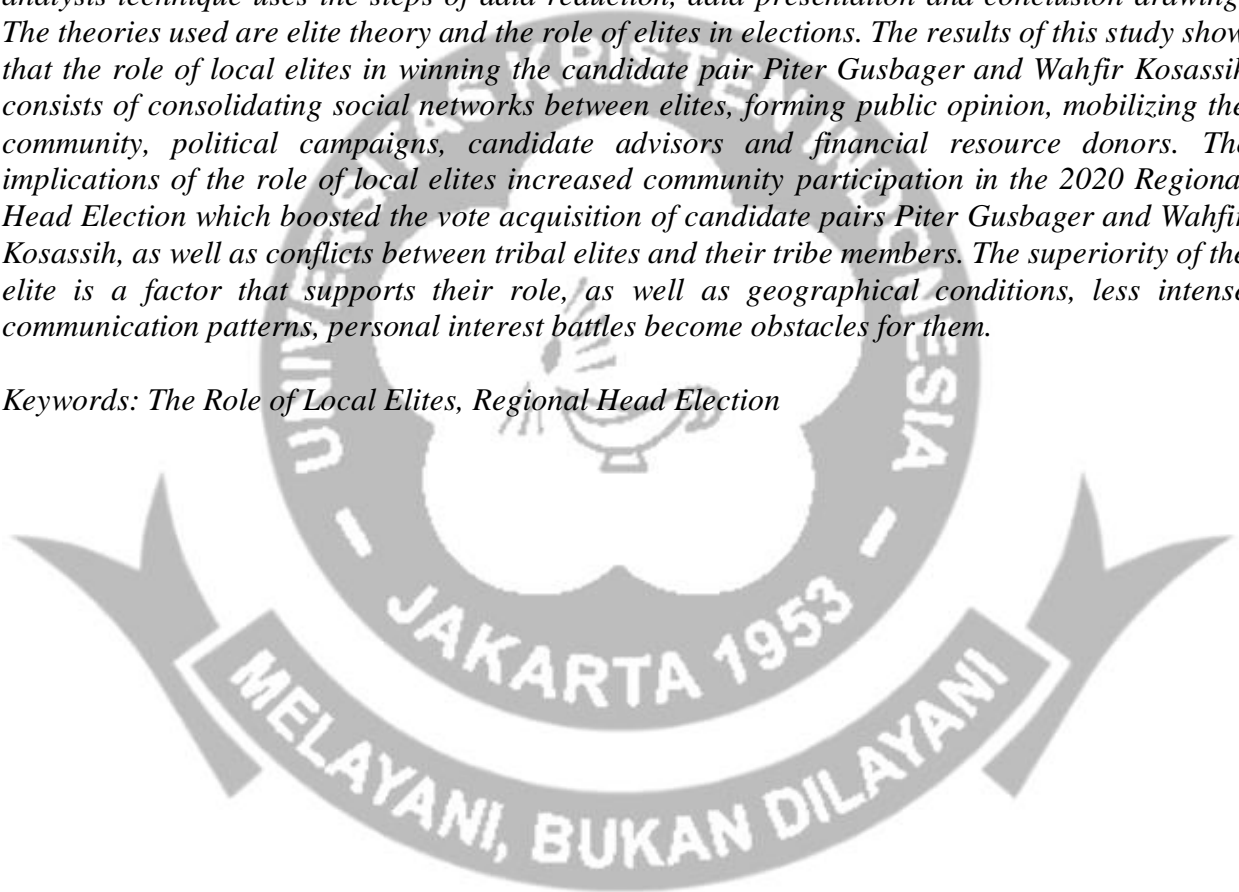 analysis technique uses the steps of data reduction, data presentation and conclusion drawing.
The theories used are elite theory and the role of elites in elections. The results of this study show
that the role of local elites in winning the candidate pair Piter Gusbager and Wahfir Kosassih
consists of consolidating social networks between elites, forming public opinion, mobilizing the
community, political campaigns, candidate advisors and financial resource donors. The
implications of the role of local elites increased community participation in the 2020 Regional
Head Election which boosted the vote acquisition of candidate pairs Piter Gusbager and Wahfir
Kosassih, as well as conflicts between tribal elites and their tribe members. The superiority of the
elite is a factor that supports their role, as well as geographical conditions, less intense
communication patterns, personal interest battles become obstacles for them.
Keywords: The Role of Local Elites, Regional Head Election
UNIVERSITAS KRISTEN INDONESIA
- JAKARTA 1953 -
MELAYANI, BUKAN DILAYANI